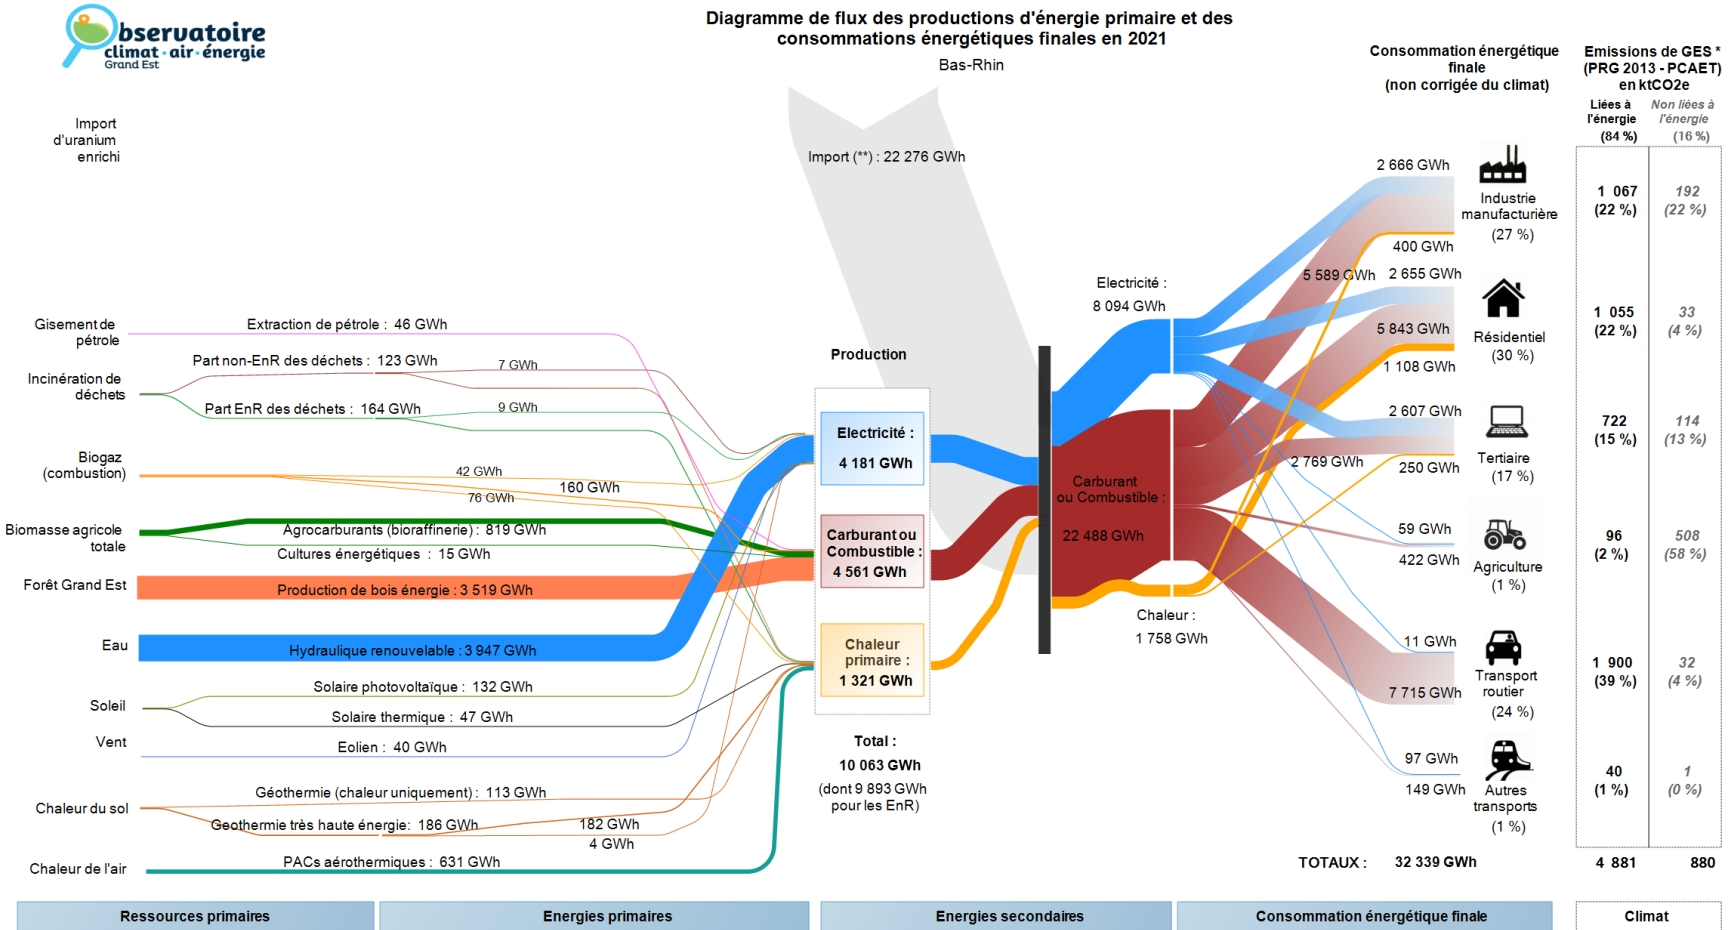 Observatoire
climat · air · énergie
Grand Est
Diagramme de flux des productions d'énergie primaire et des
consommations énergétiques finales en 2021
Bas-Rhin
Consommation énergétique
finale
(non corrigée du climat)
Emissions de GES *
(PRG 2013 - PCAET)
en ktCO2e
Liées à
l'énergie
(84 %)
Non liées à
l'énergie
(16 %)
Import
d'uranium
enrichi
Import (**) : 22 276 GWh
Gisement de
pétrole
Extraction de pétrole : 46 GWh
Incinération de
déchets
Part non-EnR des déchets : 123 GWh
7 GWh
Part EnR des déchets : 164 GWh
9 GWh
Biogaz
(combustion)
42 GWh
160 GWh
76 GWh
Biomasse agricole
totale
Agrocarburants (bioraffinerie) : 819 GWh
Cultures énergétiques : 15 GWh
Forêt Grand Est
Production de bois énergie : 3 519 GWh
Eau
Hydraulique renouvelable : 3 947 GWh
Soleil
Solaire photovoltaïque : 132 GWh
Solaire thermique : 47 GWh
Vent
Eolien : 40 GWh
Chaleur du sol
Géothermie (chaleur uniquement) : 113 GWh
Geothermie très haute énergie: 186 GWh
182 GWh
4 GWh
Chaleur de l'air
PACs aérothermiques : 631 GWh
Production
Electricité :
4 181 GWh
Carburant ou
Combustible :
4 561 GWh
Chaleur
primaire :
1 321 GWh
Total :
10 063 GWh
(dont 9 893 GWh
pour les EnR)
Electricité :
8 094 GWh
Carburant
ou Combustible :
22 488 GWh
Chaleur :
1 758 GWh
2 666 GWh
5 589 GWh
400 GWh
Industrie
manufacturière
(27 %)
1 067
(22 %)
192
(22 %)
2 655 GWh
5 843 GWh
1 108 GWh
Résidentiel
(30 %)
1 055
(22 %)
33
(4 %)
2 607 GWh
2 769 GWh
250 GWh
Tertiaire
(17 %)
722
(15 %)
114
(13 %)
59 GWh
422 GWh
Agriculture
(1 %)
96
(2 %)
508
(58 %)
11 GWh
7 715 GWh
Transport
routier
(24 %)
1 900
(39 %)
32
(4 %)
97 GWh
149 GWh
Autres
transports
(1 %)
40
(1 %)
1
(0 %)
TOTAUX : 32 339 GWh
4 881
880
Ressources primaires
Energies primaires
Energies secondaires
Consommation énergétique finale
Climat